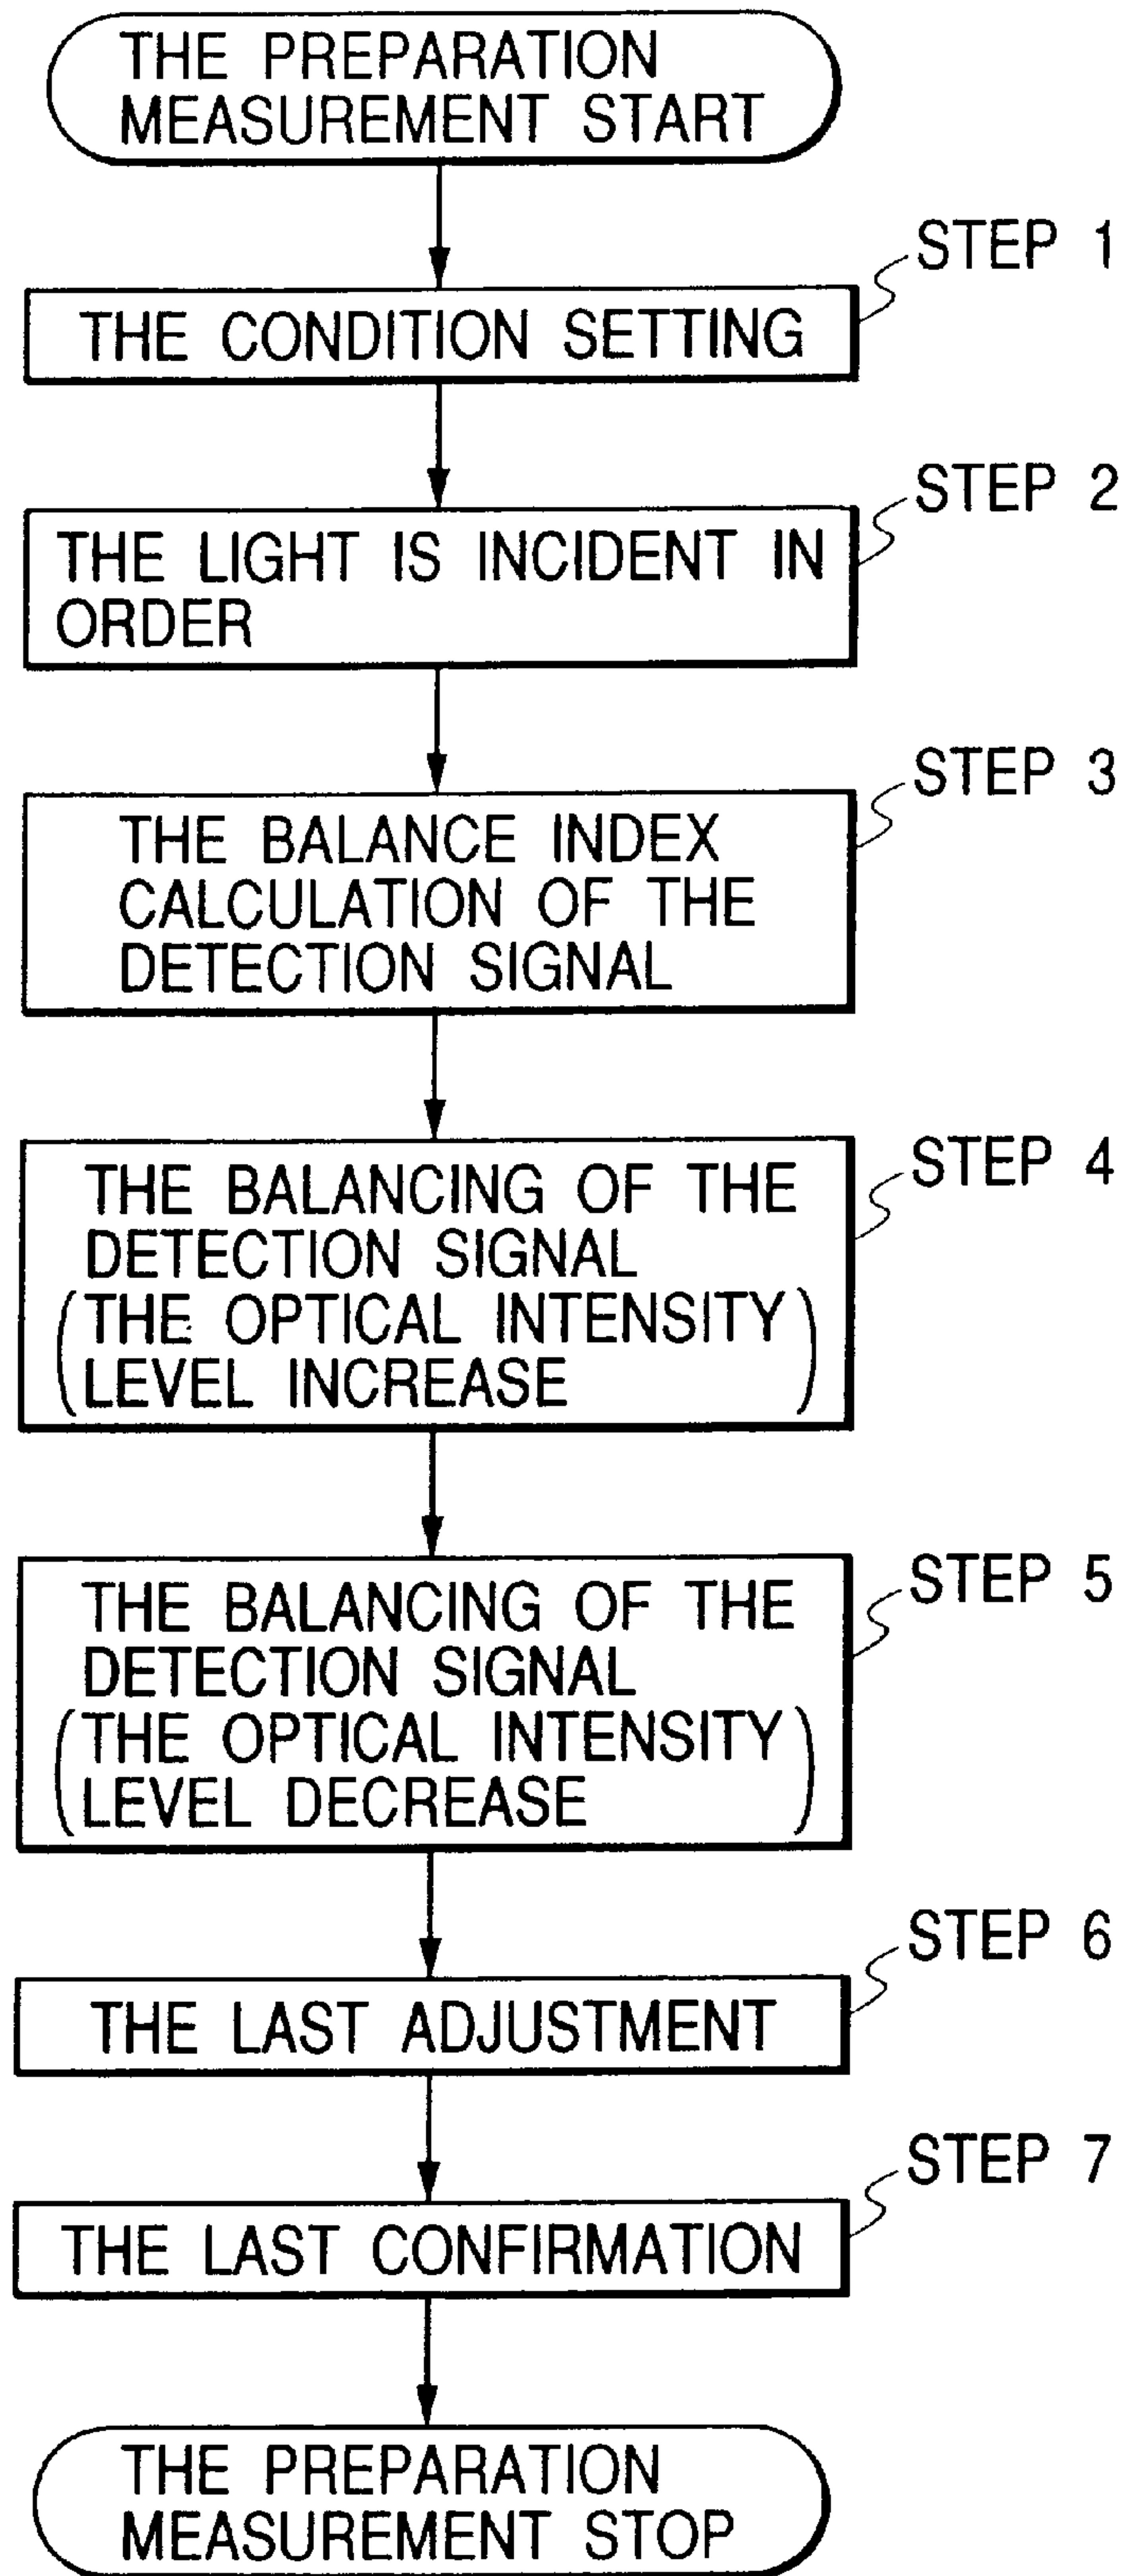 THE PREPARATION
MEASUREMENT START
STEP 1
THE CONDITION SETTING
STEP 2
THE LIGHT IS INCIDENT IN
ORDER
STEP 3
THE BALANCE INDEX
CALCULATION OF THE
DETECTION SIGNAL
STEP 4
THE BALANCING OF THE
DETECTION SIGNAL
(THE OPTICAL INTENSITY
LEVEL INCREASE)
STEP 5
THE BALANCING OF THE
DETECTION SIGNAL
(THE OPTICAL INTENSITY
LEVEL DECREASE)
STEP 6
THE LAST ADJUSTMENT
STEP 7
THE LAST CONFIRMATION
THE PREPARATION
MEASUREMENT STOP